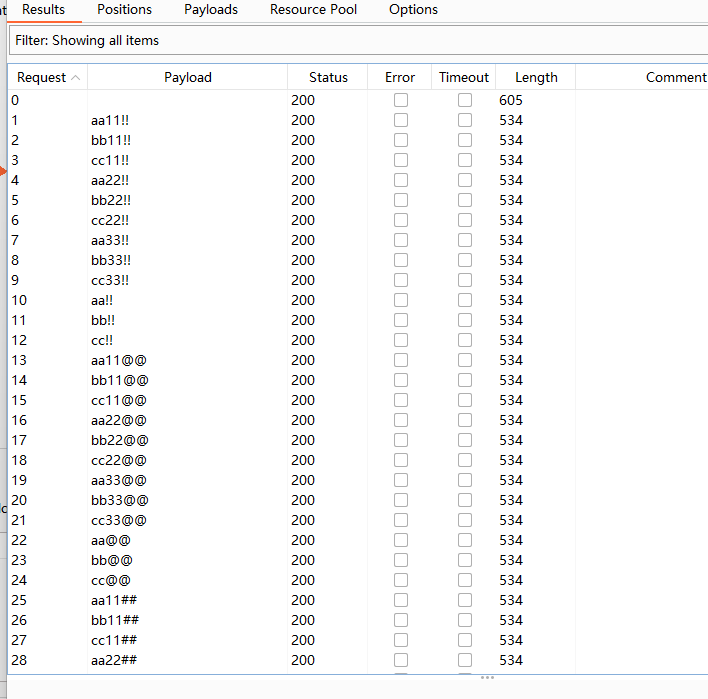 Results Positions Payloads Resource Pool Options
Filter: Showing all items
Request Payload Status Error Timeout Length Comment
0 200 605
1 aa11!! 200 534
2 bb11!! 200 534
3 cc11!! 200 534
4 aa22!! 200 534
5 bb22!! 200 534
6 cc22!! 200 534
7 aa33!! 200 534
8 bb33!! 200 534
9 cc33!! 200 534
10 aa!! 200 534
11 bb!! 200 534
12 cc!! 200 534
13 aa11@@ 200 534
14 bb11@@ 200 534
15 cc11@@ 200 534
16 aa22@@ 200 534
17 bb22@@ 200 534
18 cc22@@ 200 534
19 aa33@@ 200 534
20 bb33@@ 200 534
21 cc33@@ 200 534
22 aa@@ 200 534
23 bb@@ 200 534
24 cc@@ 200 534
25 aa11## 200 534
26 bb11## 200 534
27 cc11## 200 534
28 aa22## 200 534